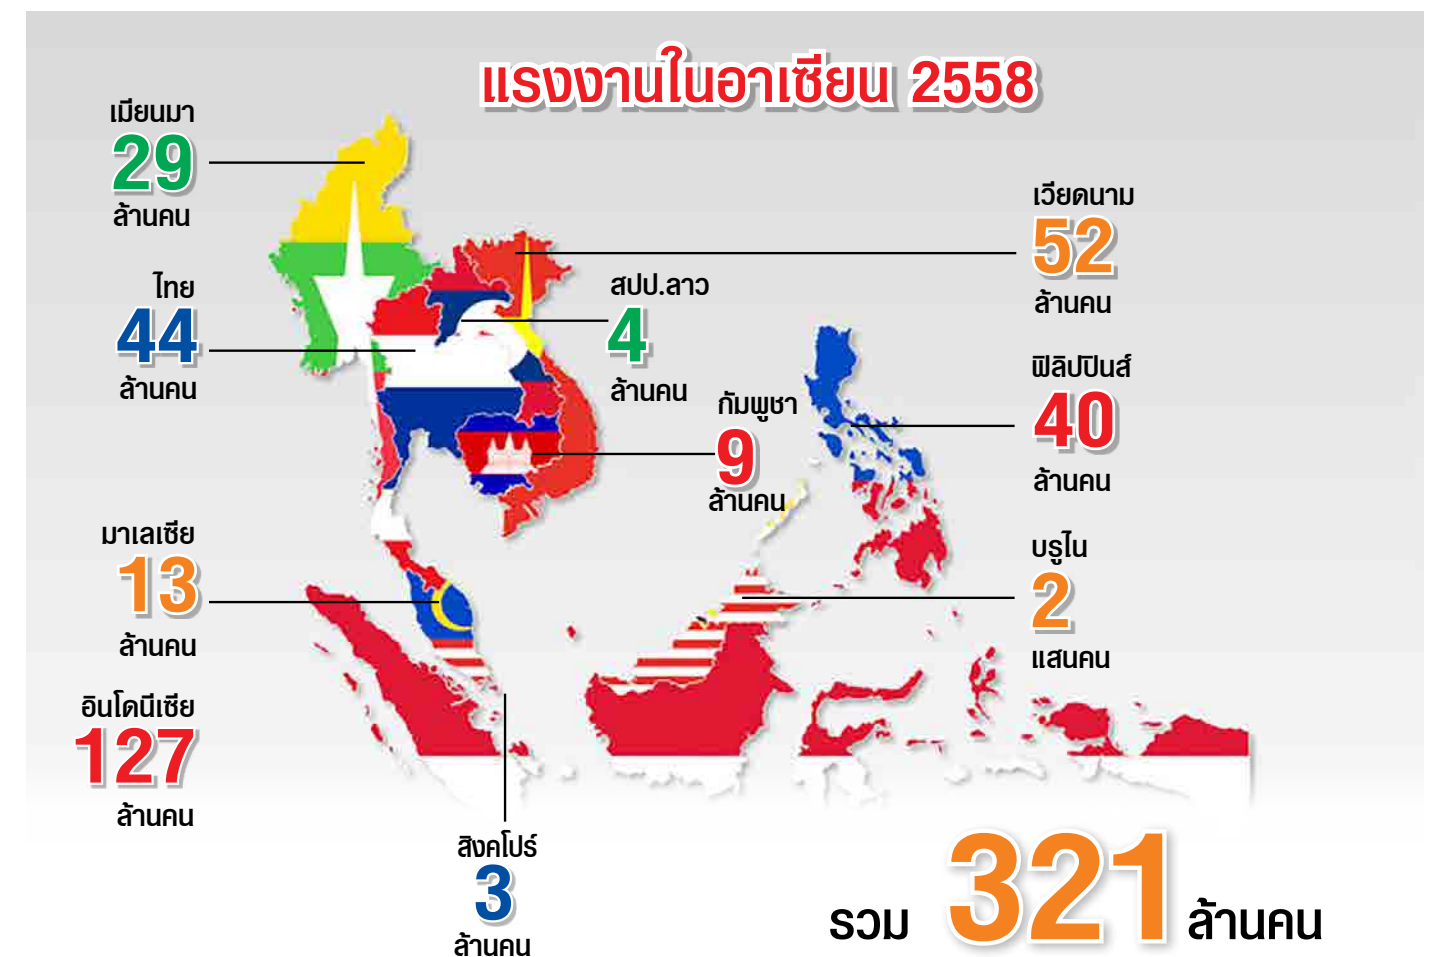 แรงงานในอาเซียน 2558
เมียนมา
29
ล้านคน
ไทย
44
ล้านคน
มาเลเซีย
13
ล้านคน
อินโดนีเซีย
127
ล้านคน
สิงคโปร์
3
ล้านคน
สปป.ลาว
4
ล้านคน
กัมพูชา
9
ล้านคน
เวียดนาม
52
ล้านคน
ฟิลิปปินส์
40
ล้านคน
บรูไน
2
แสนคน
รวม 321 ล้านคน